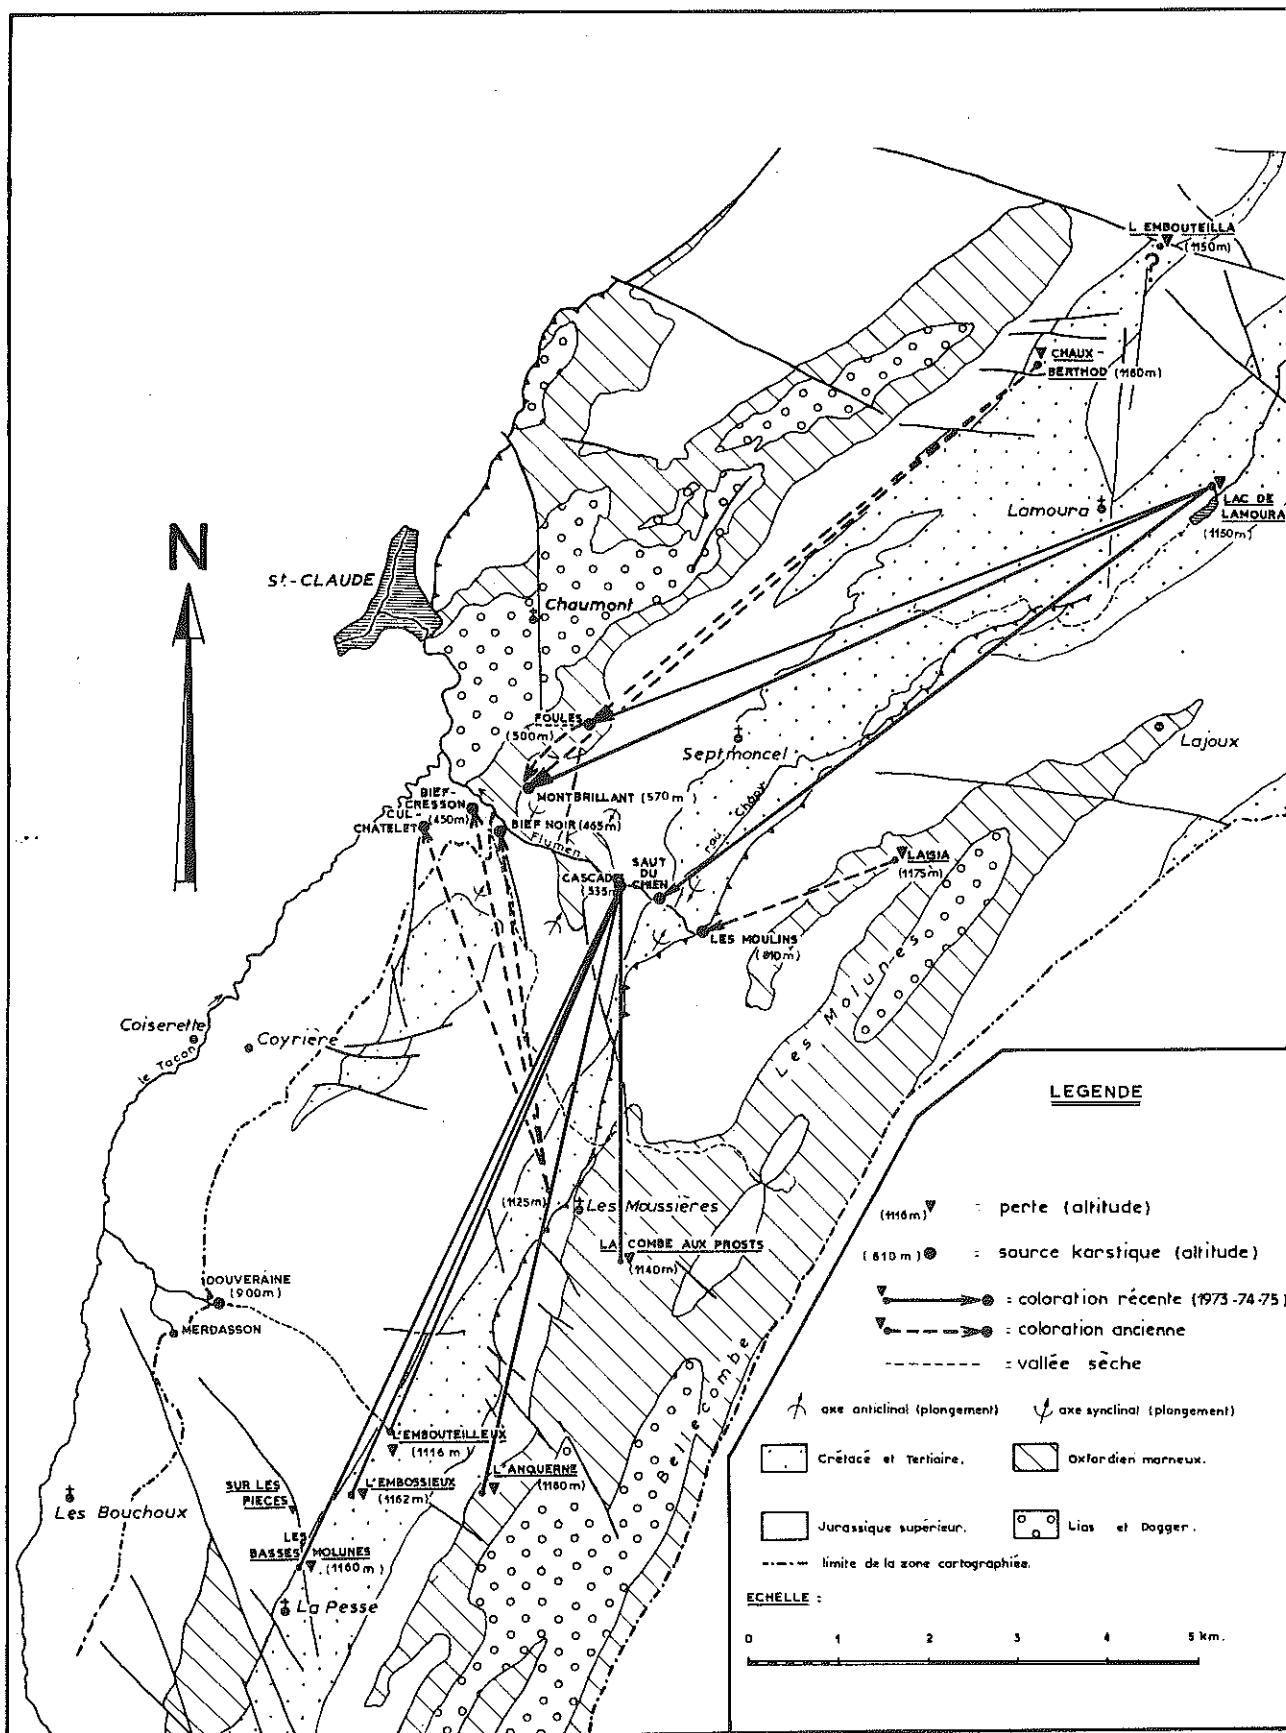 L EMBOUTEILLA
(1150m)
?
CHAUX-
BERTHOD (1160m)
Lamoura
LAC DE
LAMOURA
(1150m)
N
St-CLAUDE
Chaumont
FOULES
(500m)
Septmoncel
Lajoux
MONTBRILLANT (570m)
BIEF-
CRESSON
(450m)
CUL-
CHATELET
BIEF NOIR (465m)
Flumen
rau Chapy
SAUT
DU
CHIEN
CASCADE
535m
LAISIA
(1175m)
LES MOULINS
(810m)
Les Molunes
Coiserette
Coyrière
le Tacon
LEGENDE
(1125m)
Les Moussières
LA COMBE AUX PROSTS
(1140m)
(1116m) : perte (altitude)
(810m) : source karstique (altitude)
DOUVERAINE
(900m)
MERDASSON
: coloration récente (1973-74-75)
: coloration ancienne
: vallée sèche
Bellecombe
axe anticlinal (plongement)
axe synclinal (plongement)
L'EMBOUTEILLEUX
(1116 m)
Crétacé et Tertiaire.
Oxfordien marneux.
L'EMBOSSIEUX
(1162m)
L'ANQUERNE
(1180m)
SUR LES
PIECES
Les Bouchoux
Jurassique supérieur.
Lias et Dogger.
LES
BASSES MOLUNES
(1160m)
limite de la zone cartographiée.
La Pesse
ECHELLE :
0 1 2 3 4 5 km.